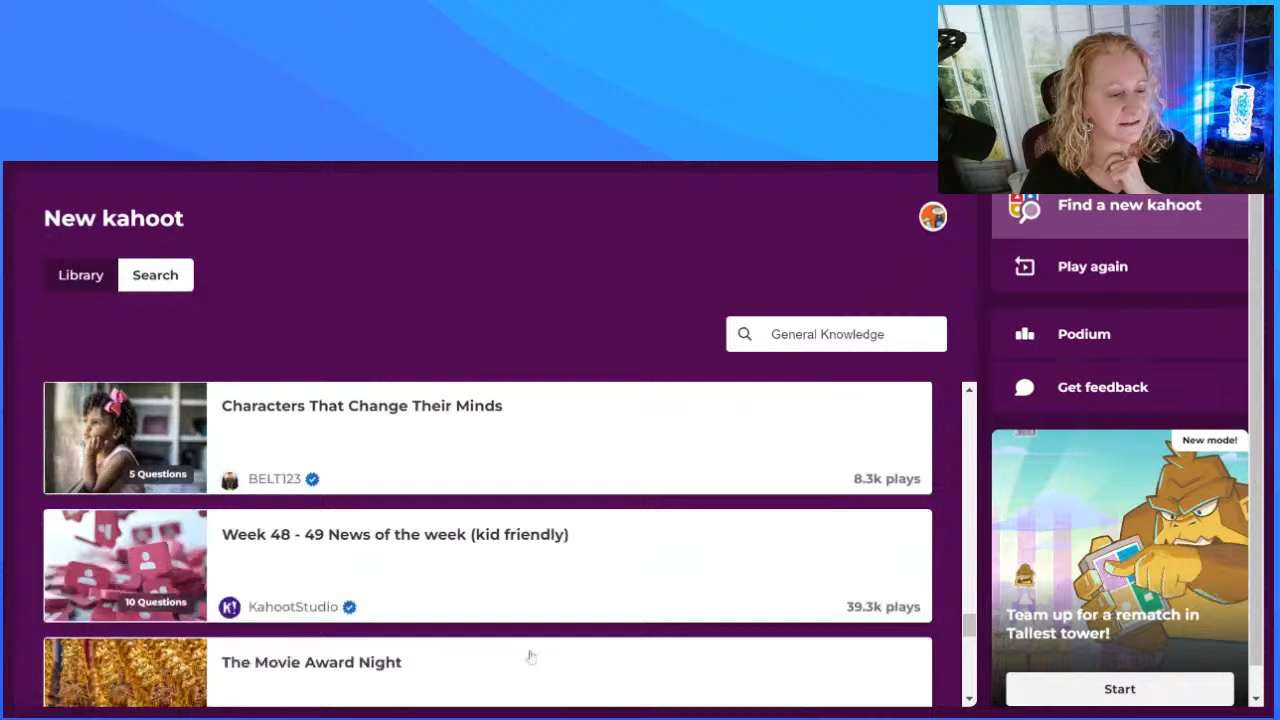 New kahoot
Library
Search
General Knowledge
Characters That Change Their Minds
5 Questions
BELT123
8.3k plays
Week 48 - 49 News of the week (kid friendly)
10 Questions
K!
KahootStudio
39.3k plays
The Movie Award Night
Find a new kahoot
Play again
Podium
Get feedback
New mode!
Team up for a rematch in
Tallest tower!
Start